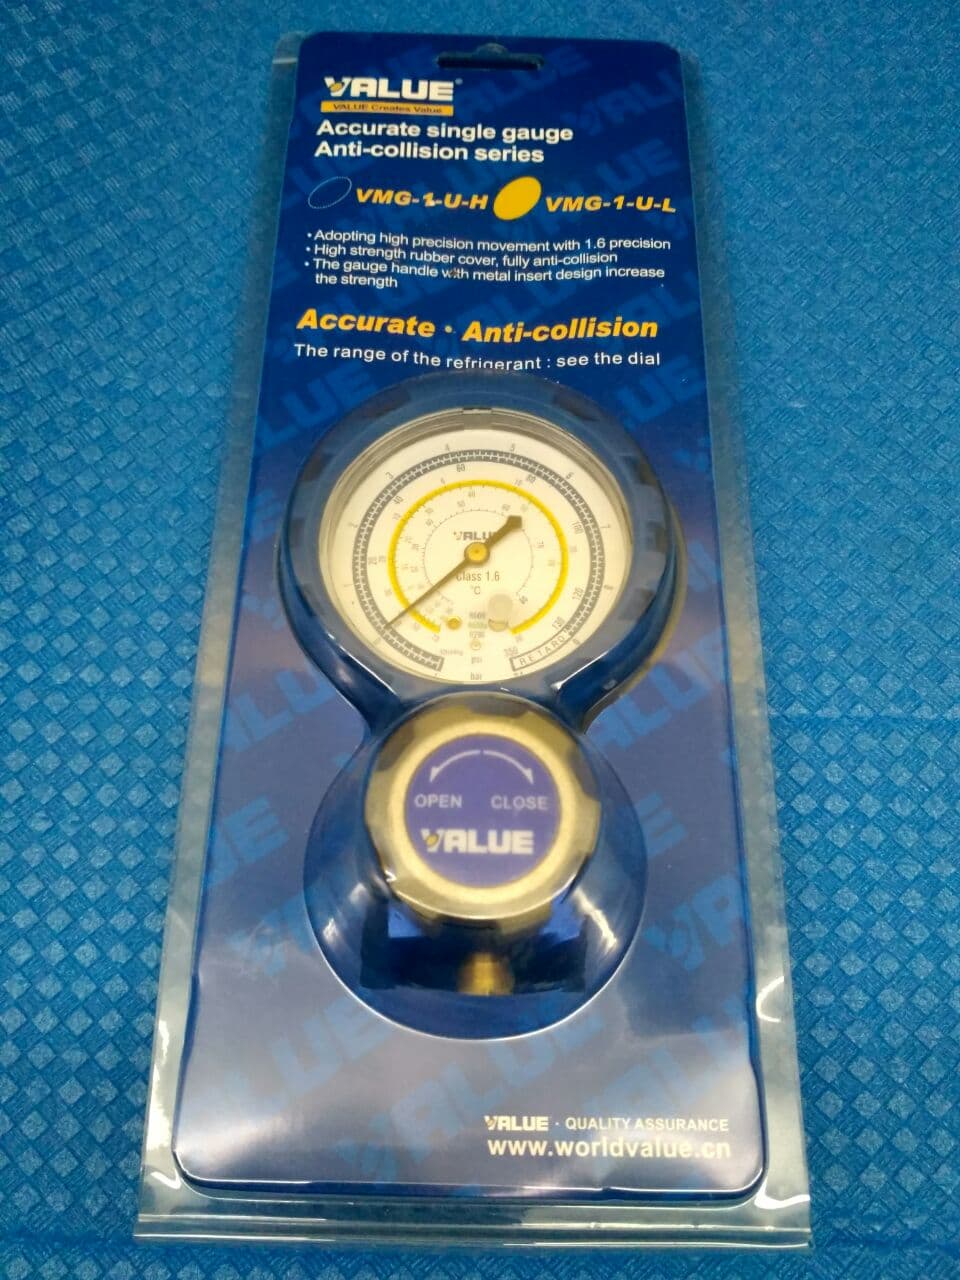 VALUE®
VALUE Creates Value
Accurate single gauge
Anti-collision series
VMG-1-U-H VMG-1-U-L
• Adopting high precision movement with 1.6 precision
• High strength rubber cover, fully anti-collision
• The gauge handle with metal insert design increase
the strength
Accurate · Anti-collision
The range of the refrigerant : see the dial
VALUE
Class 1.6
°C
psi
bar
350
RETARD
OPEN CLOSE
VALUE
VALUE · QUALITY ASSURANCE
www.worldvalue.cn